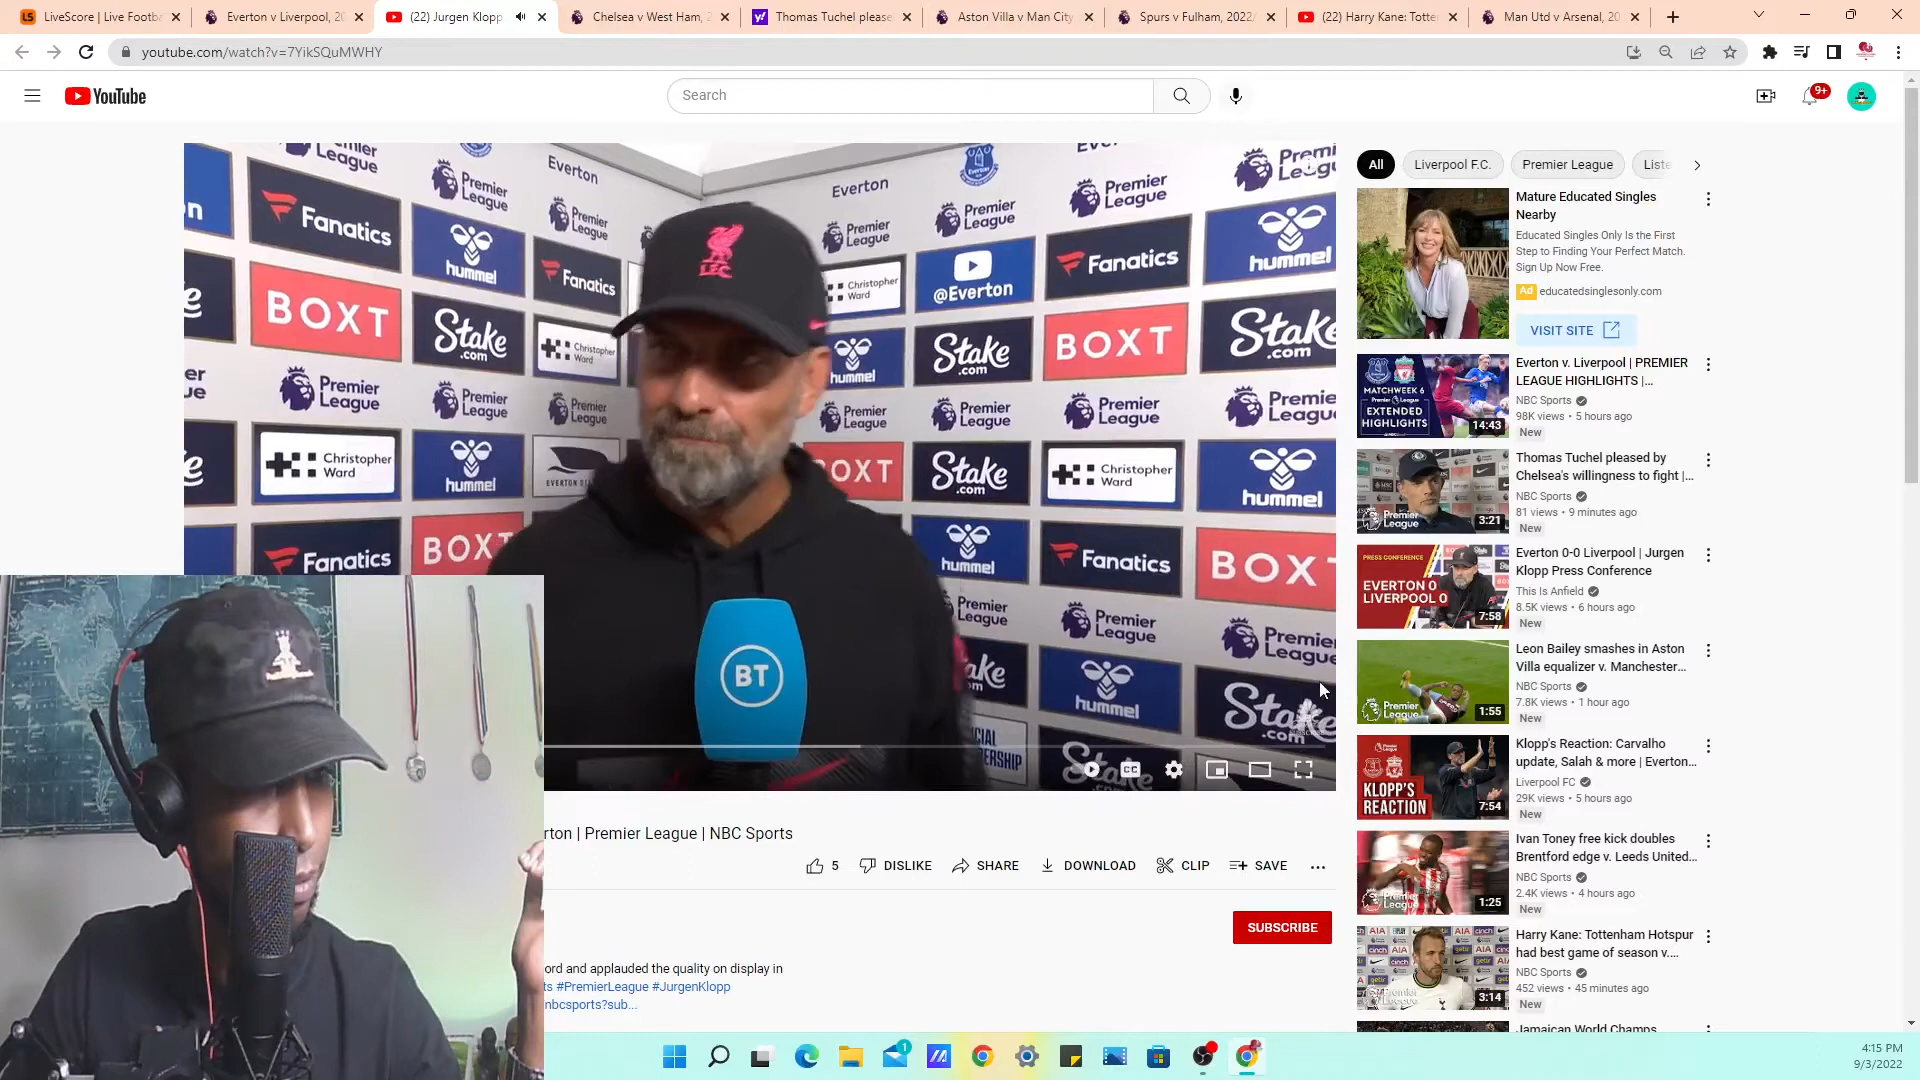 LiveScore | Live Footba
Everton v Liverpool, 20
(22) Jurgen Klopp
Chelsea v West Ham, 2
Thomas Tuchel please
Aston Villa v Man City
Spurs v Fulham, 2022/
(22) Harry Kane: Totte
Man Utd v Arsenal, 20
youtube.com/watch?v=7YikSQuMWHY
YouTube
Search
9+
Everton
Everton
Premier League
Fanatics
hummel
BOXT
Stake.com
Christopher Ward
@Everton
LFC
BT
All
Liverpool F.C.
Premier League
Liste
Mature Educated Singles
Nearby
Educated Singles Only Is the First
Step to Finding Your Perfect Match.
Sign Up Now Free.
Ad educatedsinglesonly.com
VISIT SITE
MATCHWEEK 6
Premier League
EXTENDED
HIGHLIGHTS
14:43
Everton v. Liverpool | PREMIER
LEAGUE HIGHLIGHTS |...
NBC Sports
98K views • 5 hours ago
New
Premier League
3:21
Thomas Tuchel pleased by
Chelsea's willingness to fight |...
NBC Sports
81 views • 9 minutes ago
New
PRESS CONFERENCE
EVERTON 0
LIVERPOOL 0
7:58
Everton 0-0 Liverpool | Jurgen
Klopp Press Conference
This Is Anfield
8.5K views • 6 hours ago
New
Premier League
1:55
Leon Bailey smashes in Aston
Villa equalizer v. Manchester...
NBC Sports
7.8K views • 1 hour ago
New
KLOPP'S
REACTION
7:54
Klopp's Reaction: Carvalho
update, Salah & more | Everton...
Liverpool FC
29K views • 5 hours ago
New
Premier League
1:25
Ivan Toney free kick doubles
Brentford edge v. Leeds United...
NBC Sports
2.4K views • 4 hours ago
New
3:14
Harry Kane: Tottenham Hotspur
had best game of season v....
NBC Sports
452 views • 45 minutes ago
New
Jamaican World Champs
rton | Premier League | NBC Sports
5
DISLIKE
SHARE
DOWNLOAD
CLIP
SAVE
SUBSCRIBE
ord and applauded the quality on display in
ts #PremierLeague #JurgenKlopp
nbcsports?sub...
1
4:15 PM
9/3/2022